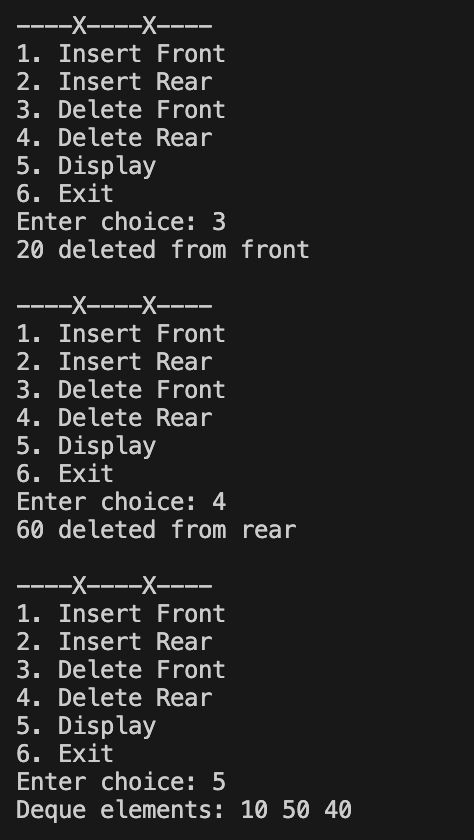 ----X----X----
1. Insert Front
2. Insert Rear
3. Delete Front
4. Delete Rear
5. Display
6. Exit
Enter choice: 3
20 deleted from front

----X----X----
1. Insert Front
2. Insert Rear
3. Delete Front
4. Delete Rear
5. Display
6. Exit
Enter choice: 4
60 deleted from rear

----X----X----
1. Insert Front
2. Insert Rear
3. Delete Front
4. Delete Rear
5. Display
6. Exit
Enter choice: 5
Deque elements: 10 50 40